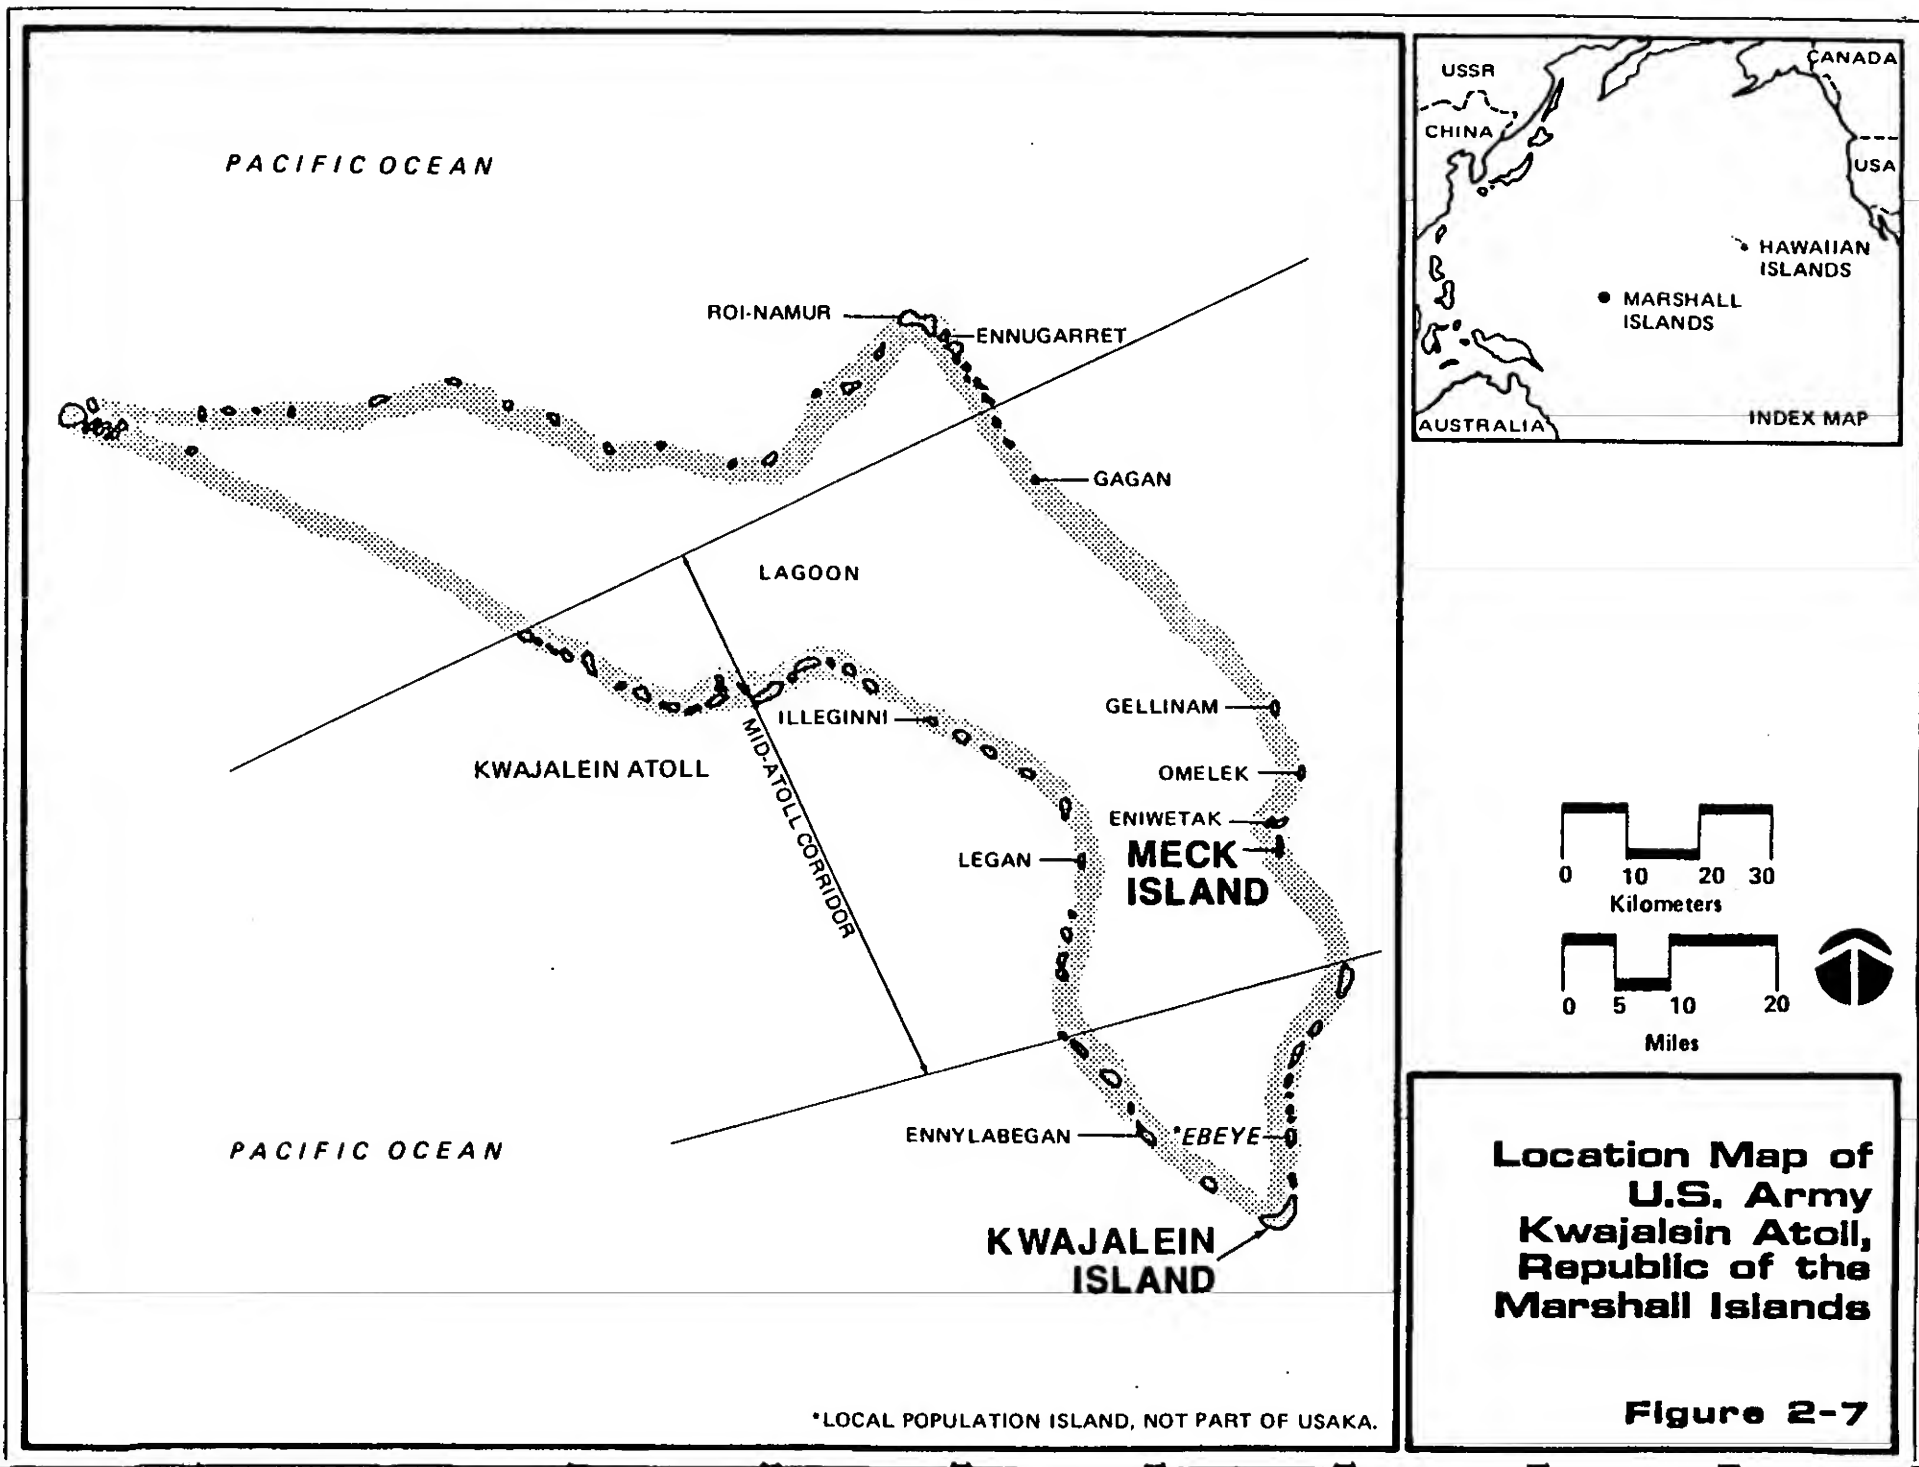 PACIFIC OCEAN
ROI-NAMUR
ENNUGARRET
GAGAN
LAGOON
GELLINAM
ILLEGINNI
KWAJALEIN ATOLL
MID-ATOLL CORRIDOR
OMELEK
ENIWETAK
LEGAN
MECK
ISLAND
ENNYLABEGAN
*EBEYE
PACIFIC OCEAN
KWAJALEIN
ISLAND
*LOCAL POPULATION ISLAND, NOT PART OF USAKA.
USSR
CANADA
CHINA
USA
HAWAIIAN
ISLANDS
MARSHALL
ISLANDS
AUSTRALIA
INDEX MAP
0 10 20 30
Kilometers
0 5 10 20
Miles
Location Map of
U.S. Army
Kwajalein Atoll,
Republic of the
Marshall Islands
Figure 2-7